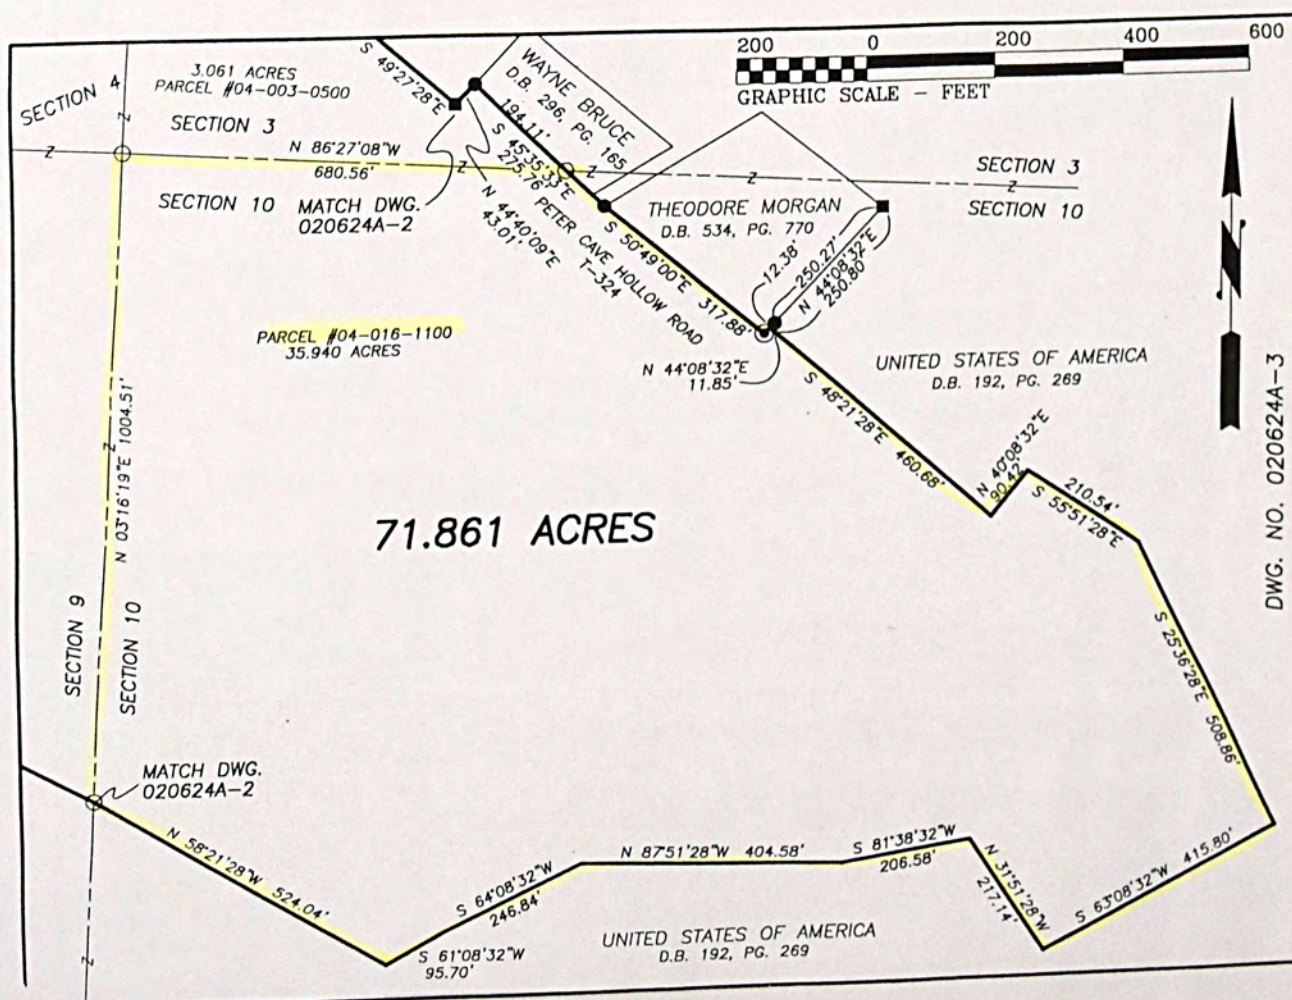 200 0 200 400 600
GRAPHIC SCALE - FEET
SECTION 4
3.061 ACRES
PARCEL #04-003-0500
SECTION 3
S 49°27'28"E
WAYNE BRUCE
D.B. 296, PG. 165
194.11'
S 45°35'33"E
275.76'
N 86°27'08"W
680.56'
SECTION 10
MATCH DWG.
020624A-2
N 44°40'09"E
43.01'
PETER CAVE HOLLOW ROAD
T-324
THEODORE MORGAN
D.B. 534, PG. 770
SECTION 3
SECTION 10
S 50°49'00"E 317.88'
12.38'
250.27'
N 44°08'32"E
250.80'
PARCEL #04-016-1100
35.940 ACRES
N 44°08'32"E
11.85'
UNITED STATES OF AMERICA
D.B. 192, PG. 269
S 48°21'28"E 460.68'
N 40°08'32"E
90.42'
210.54'
S 55°51'28"E
N 03°16'19"E 1004.51'
71.861 ACRES
DWG. NO. 020624A-3
SECTION 9
SECTION 10
S 25°36'28"E 508.86'
MATCH DWG.
020624A-2
N 58°21'28"W 524.04'
S 64°08'32"W
246.84'
S 61°08'32"W
95.70'
N 87°51'28"W 404.58'
S 81°38'32"W
206.58'
N 31°51'28"W
217.14'
S 63°08'32"W 415.80'
UNITED STATES OF AMERICA
D.B. 192, PG. 269